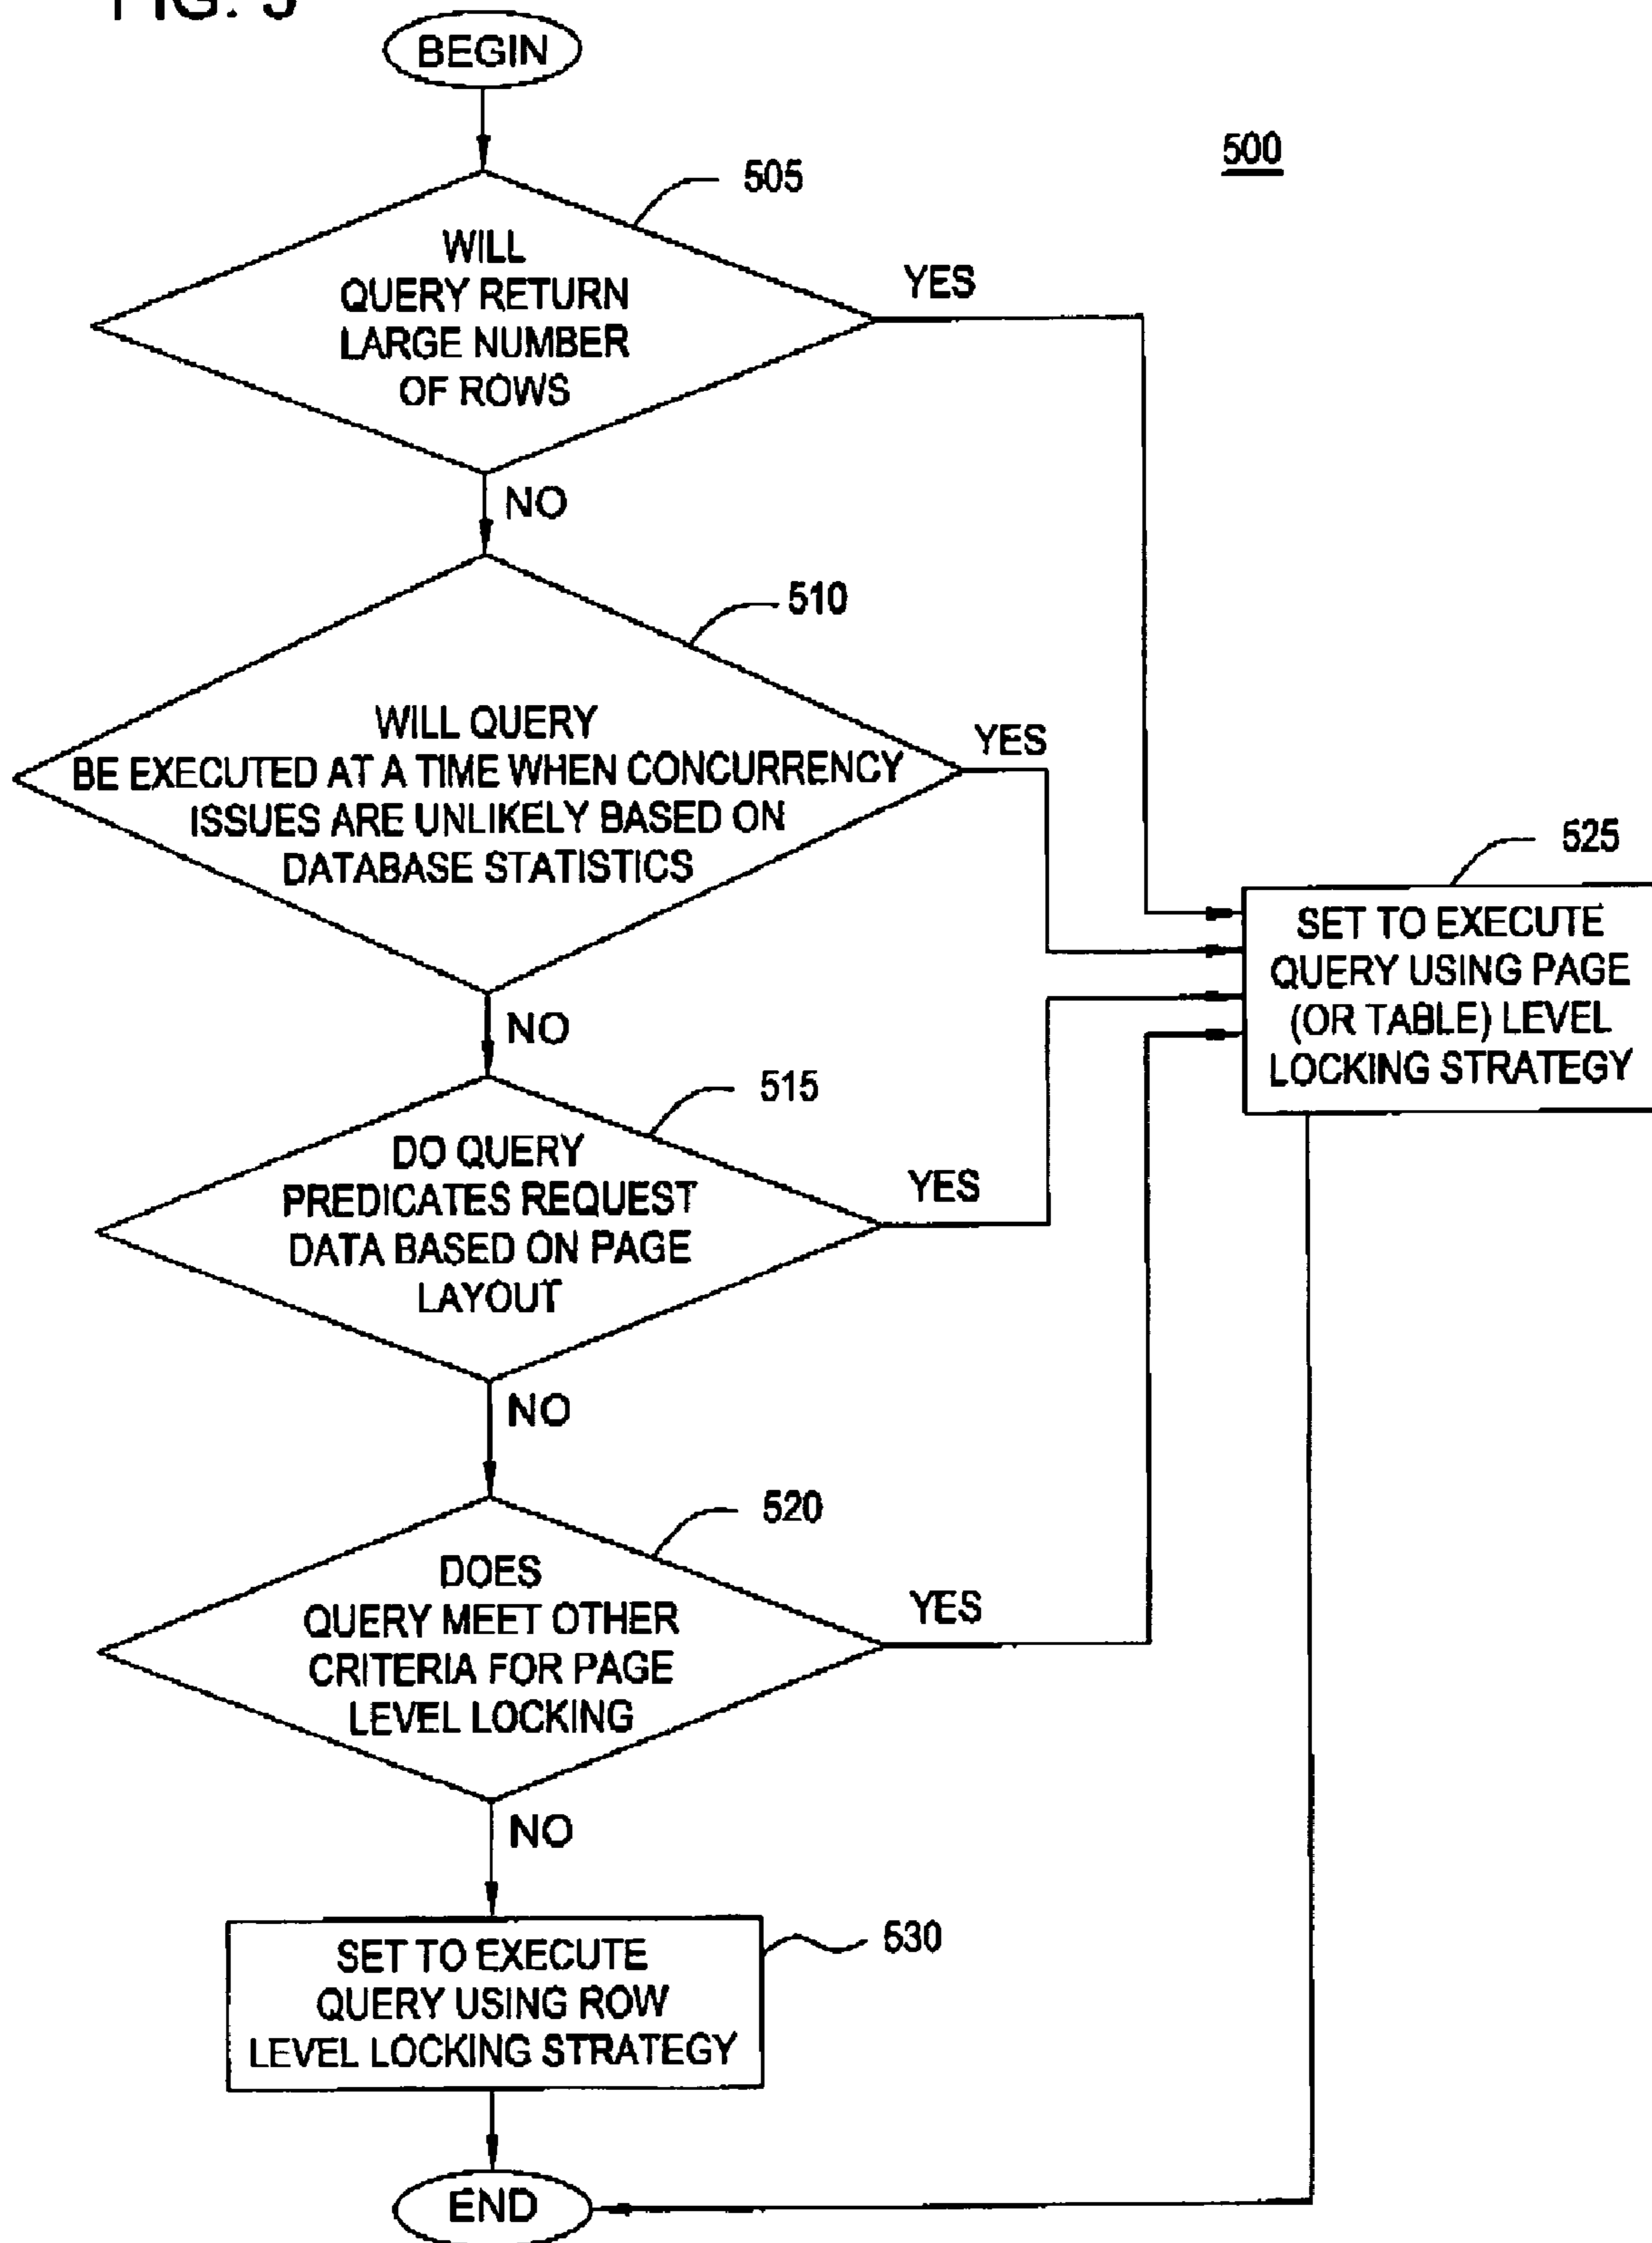 FIG. 5
BEGIN
500
505
WILL
QUERY RETURN
LARGE NUMBER
OF ROWS
YES
NO
510
WILL QUERY
BE EXECUTED AT A TIME WHEN CONCURRENCY
ISSUES ARE UNLIKELY BASED ON
DATABASE STATISTICS
YES
NO
525
SET TO EXECUTE
QUERY USING PAGE
(OR TABLE) LEVEL
LOCKING STRATEGY
515
DO QUERY
PREDICATES REQUEST
DATA BASED ON PAGE
LAYOUT
YES
NO
520
DOES
QUERY MEET OTHER
CRITERIA FOR PAGE
LEVEL LOCKING
YES
NO
530
SET TO EXECUTE
QUERY USING ROW
LEVEL LOCKING STRATEGY
END